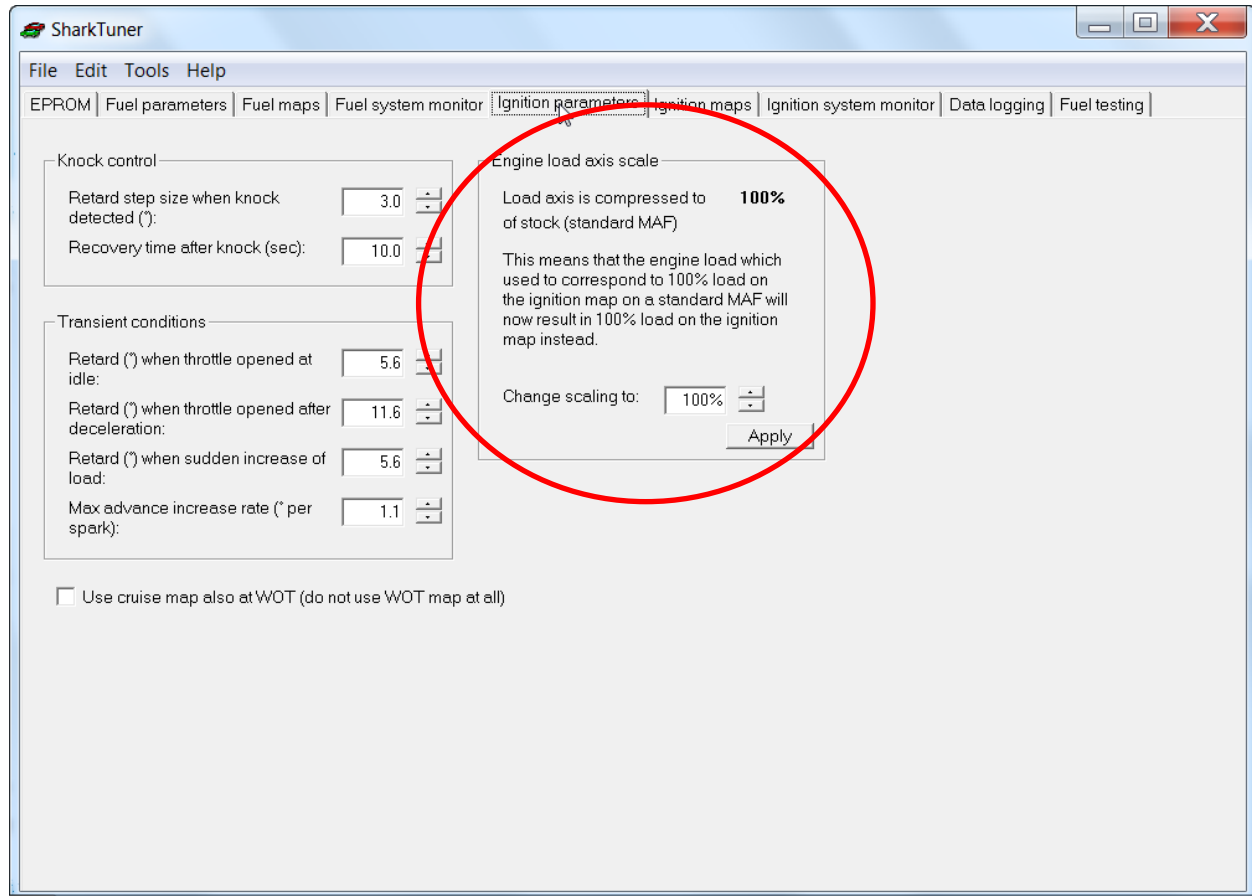 SharkTuner
File Edit Tools Help
EPROM Fuel parameters Fuel maps Fuel system monitor Ignition parameters Ignition maps Ignition system monitor Data logging Fuel testing
Knock control
Retard step size when knock
detected (°):
3.0
Recovery time after knock (sec):
10.0
Transient conditions
Retard (°) when throttle opened at
idle:
5.6
Retard (°) when throttle opened after
deceleration:
11.6
Retard (°) when sudden increase of
load:
5.6
Max advance increase rate (° per
spark):
1.1
Use cruise map also at WOT (do not use WOT map at all)
Engine load axis scale
Load axis is compressed to 100%
of stock (standard MAF)
This means that the engine load which
used to correspond to 100% load on
the ignition map on a standard MAF will
now result in 100% load on the ignition
map instead.
Change scaling to: 100%
Apply